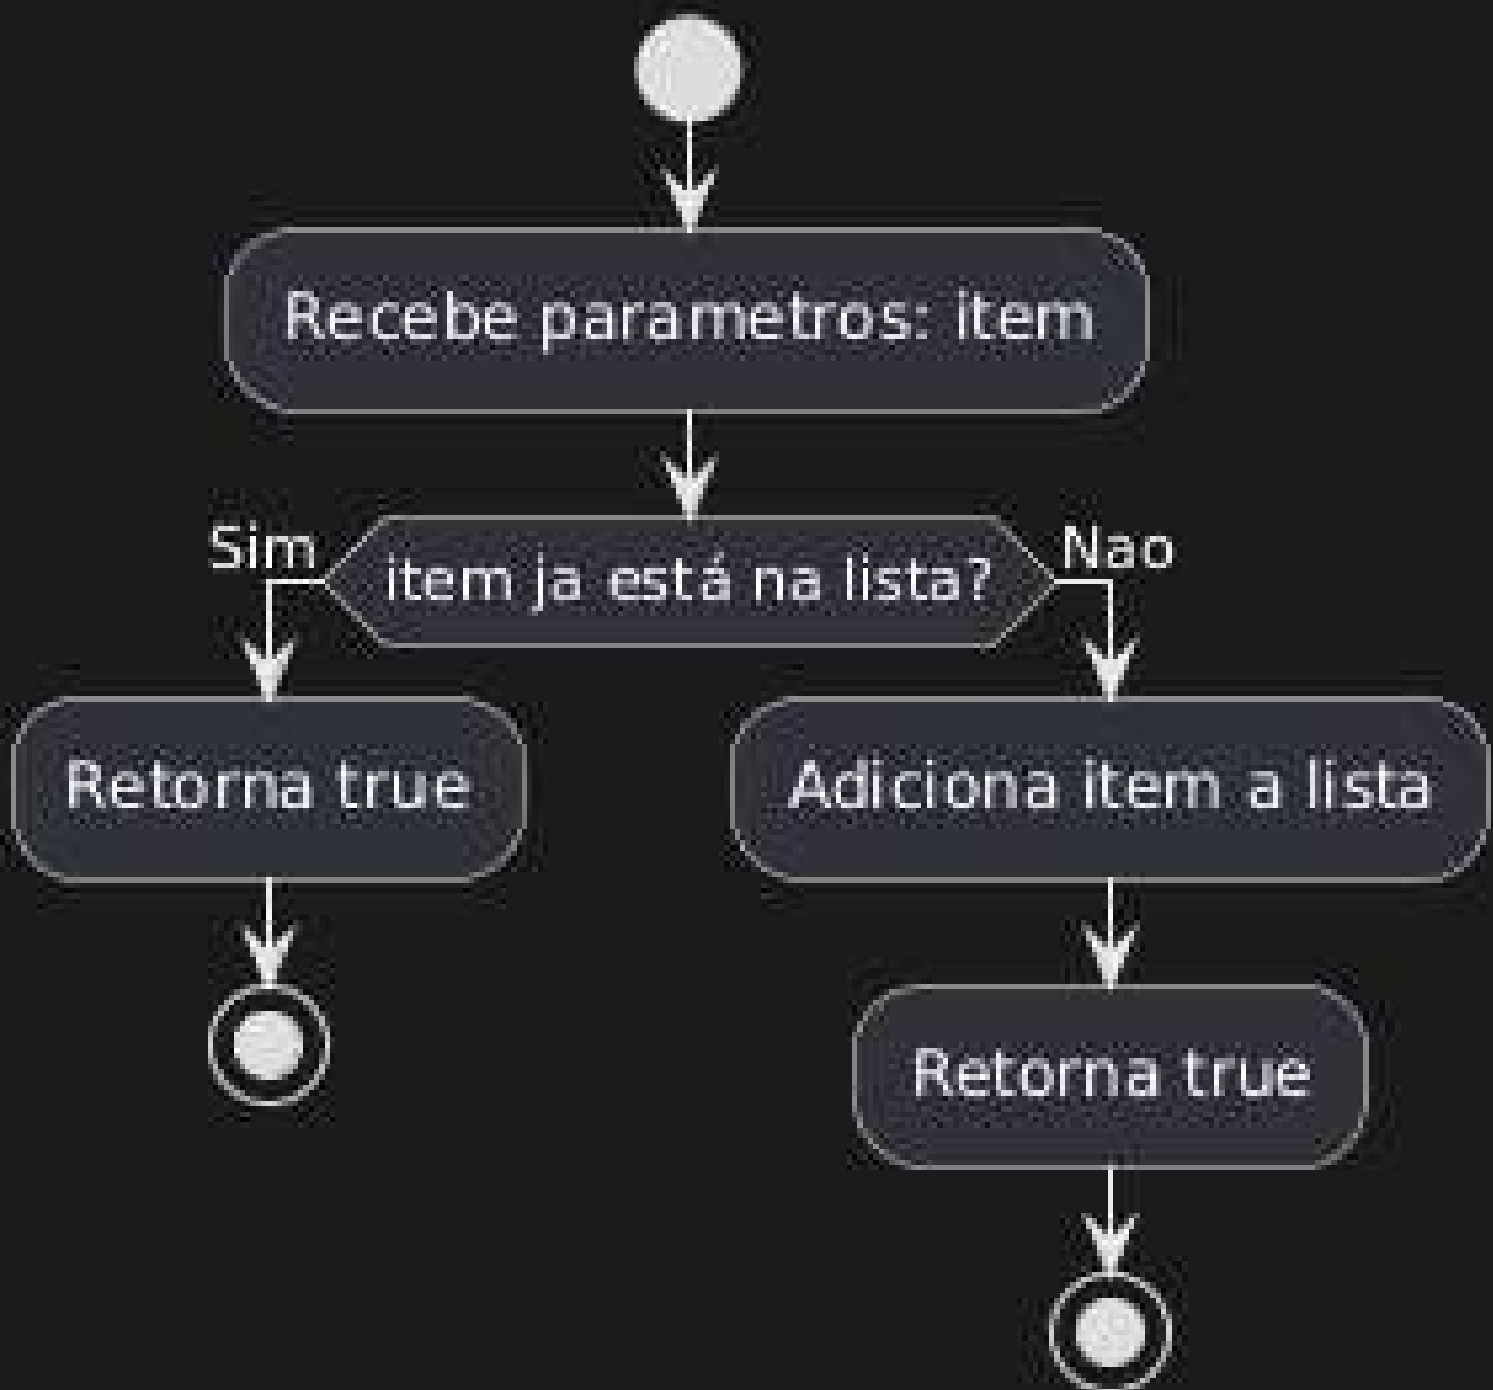 Recebe parametros: item
Sim
item ja está na lista?
Nao
Retorna true
Adiciona item a lista
Retorna true